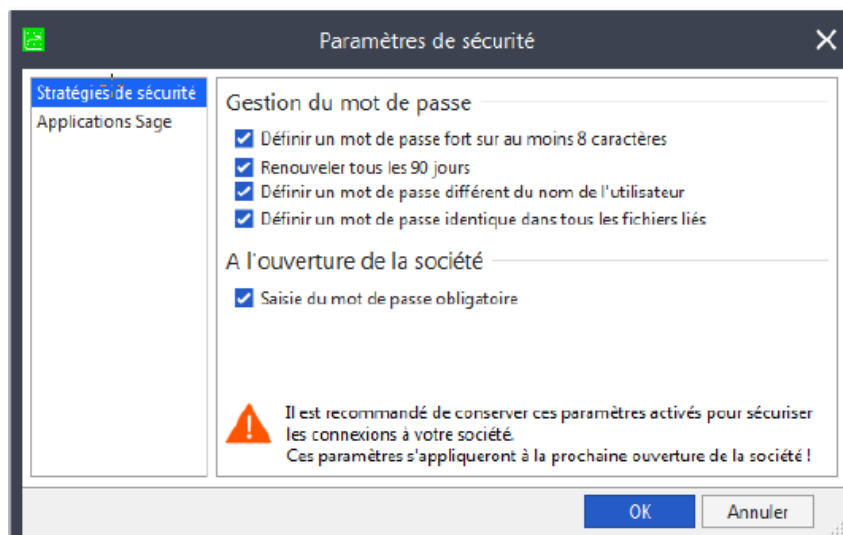 Paramètres de sécurité
Stratégies de sécurité
Applications Sage
Gestion du mot de passe
Définir un mot de passe fort sur au moins 8 caractères
Renouveler tous les 90 jours
Définir un mot de passe différent du nom de l'utilisateur
Définir un mot de passe identique dans tous les fichiers liés
A l'ouverture de la société
Saisie du mot de passe obligatoire
Il est recommandé de conserver ces paramètres activés pour sécuriser
les connexions à votre société.
Ces paramètres s'appliqueront à la prochaine ouverture de la société !
OK
Annuler